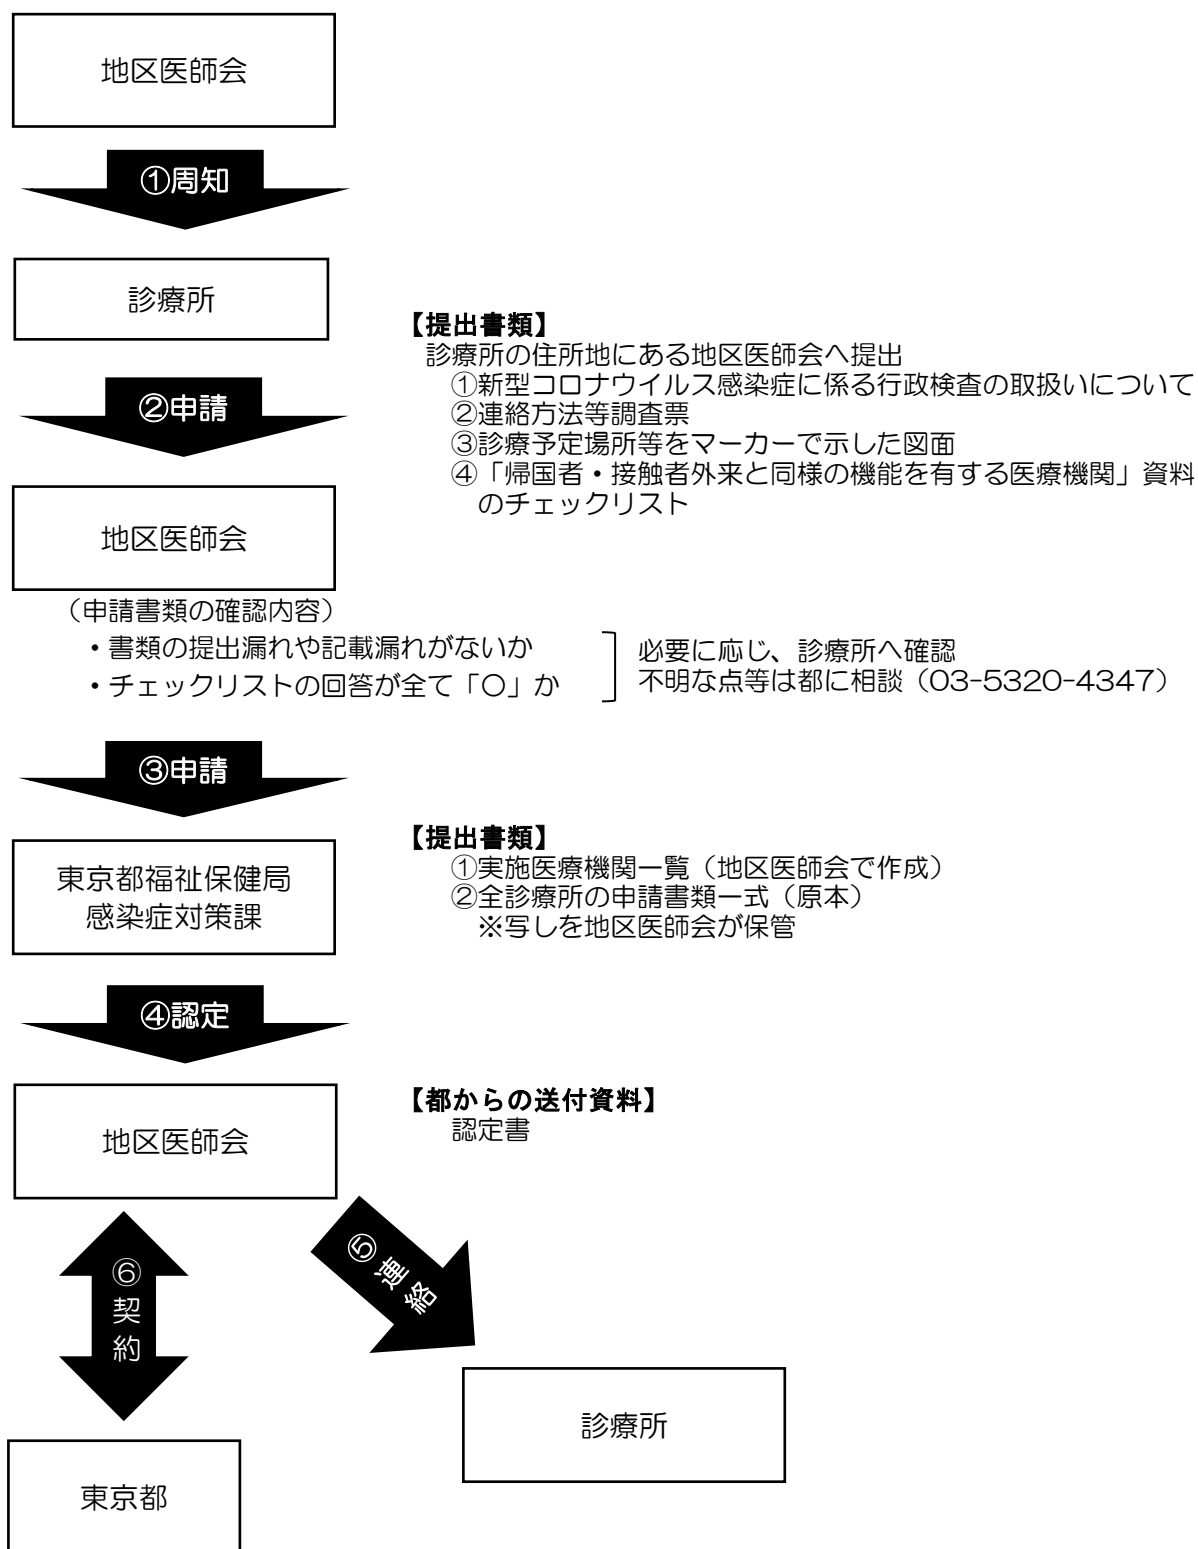 地区医師会
①周知
診療所
【提出書類】
診療所の住所地にある地区医師会へ提出
①新型コロナウイルス感染症に係る行政検査の取扱いについて
②連絡方法等調査票
③診療予定場所等をマーカーで示した図面
④「帰国者・接触者外来と同様の機能を有する医療機関」資料
のチェックリスト
②申請
地区医師会
（申請書類の確認内容）
・書類の提出漏れや記載漏れがないか
・チェックリストの回答が全て「〇」か
必要に応じ、診療所へ確認
不明な点等は都に相談（03-5320-4347）
③申請
東京都福祉保健局
感染症対策課
【提出書類】
①実施医療機関一覧（地区医師会で作成）
②全診療所の申請書類一式（原本）
※写しを地区医師会が保管
④認定
地区医師会
【都からの送付資料】
認定書
⑤連絡
⑥契約
診療所
東京都